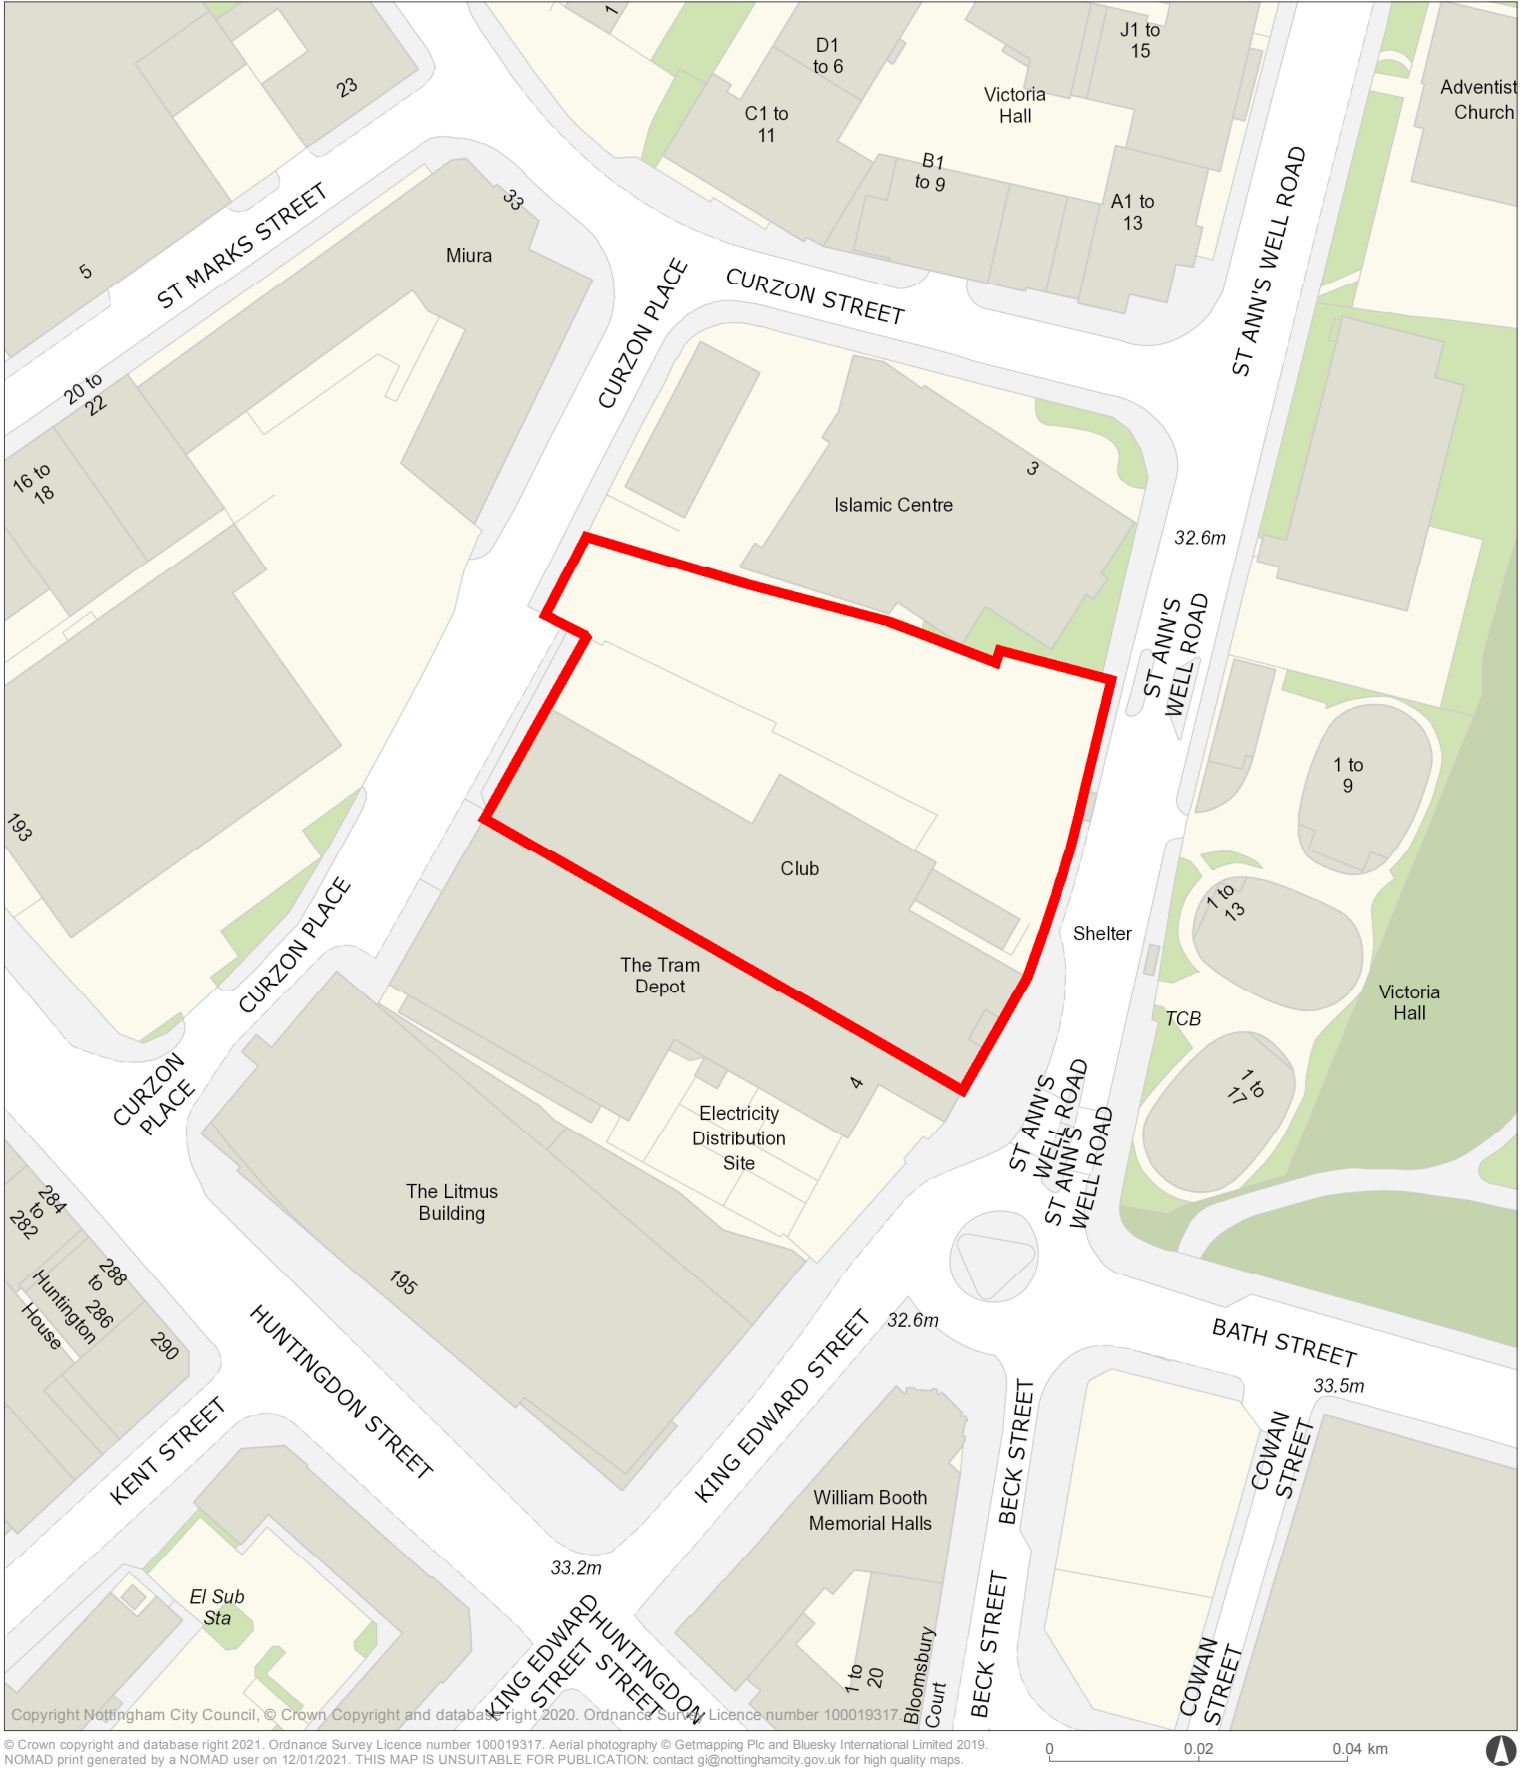 1
D1
to 6
J1 to
15
Adventist
Church
23
C1 to
11
Victoria
Hall
B1
to 9
A1 to
13
33
Miura
5
ST MARKS STREET
CURZON PLACE
CURZON STREET
ST ANN'S WELL ROAD
20 to
22
16 to
18
3
Islamic Centre
32.6m
ST ANN'S
WELL ROAD
1 to
9
193
Club
CURZON PLACE
1 to
13
Shelter
The Tram
Depot
Victoria
Hall
TCB
CURZON
PLACE
4
Electricity
Distribution
Site
1 to
17
ST ANN'S
WELL ROAD
ST ANN'S
WELL ROAD
The Litmus
Building
284
to
282
288
to
286
Huntington
House
290
195
HUNTINGDON STREET
32.6m
BATH STREET
33.5m
KING EDWARD STREET
KENT STREET
BECK STREET
COWAN
STREET
William Booth
Memorial Halls
33.2m
El Sub
Sta
KING EDWARD
STREET
HUNTINGDON
STREET
1 to
20
Bloomsbury
Court
BECK STREET
COWAN
STREET
Copyright Nottingham City Council, © Crown Copyright and database right 2020. Ordnance Survey Licence number 100019317.
© Crown copyright and database right 2021. Ordnance Survey Licence number 100019317. Aerial photography © Getmapping Plc and Bluesky International Limited 2019.
NOMAD print generated by a NOMAD user on 12/01/2021. THIS MAP IS UNSUITABLE FOR PUBLICATION: contact gi@nottinghamcity.gov.uk for high quality maps.
0 0.02 0.04 km